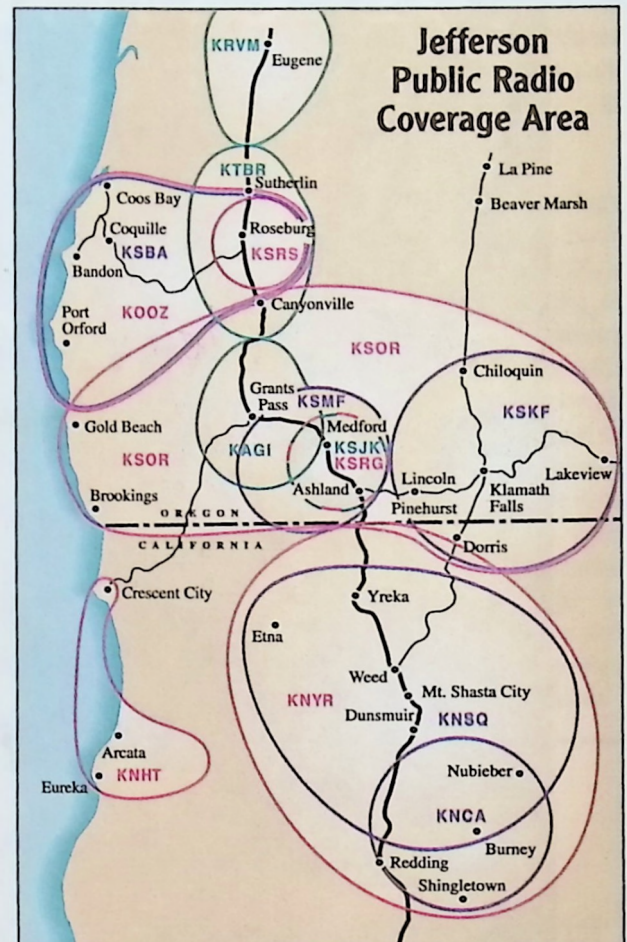 Jefferson
Public Radio
Coverage Area
KRVM
Eugene
La Pine
KTBR
Sutherlin
Coos Bay
Beaver Marsh
Coquille
Roseburg
KSBA
KSRS
Bandon
Canyonville
Port
Orford
KOOZ
KSOR
Chiloquin
Grants
Pass
KSMF
KSKF
Gold Beach
Medford
KAGI
KSJK
KSRG
KSOR
Lakeview
Ashland
Lincoln
Pinehurst
Klamath
Falls
Brookings
OREGON
CALIFORNIA
Dorris
Crescent City
Yreka
Etna
Weed
KNYR
Mt. Shasta City
Dunsmuir
KNSQ
Arcata
KNHT
Eureka
Nubieber
KNCA
Burney
Redding
Shingletown